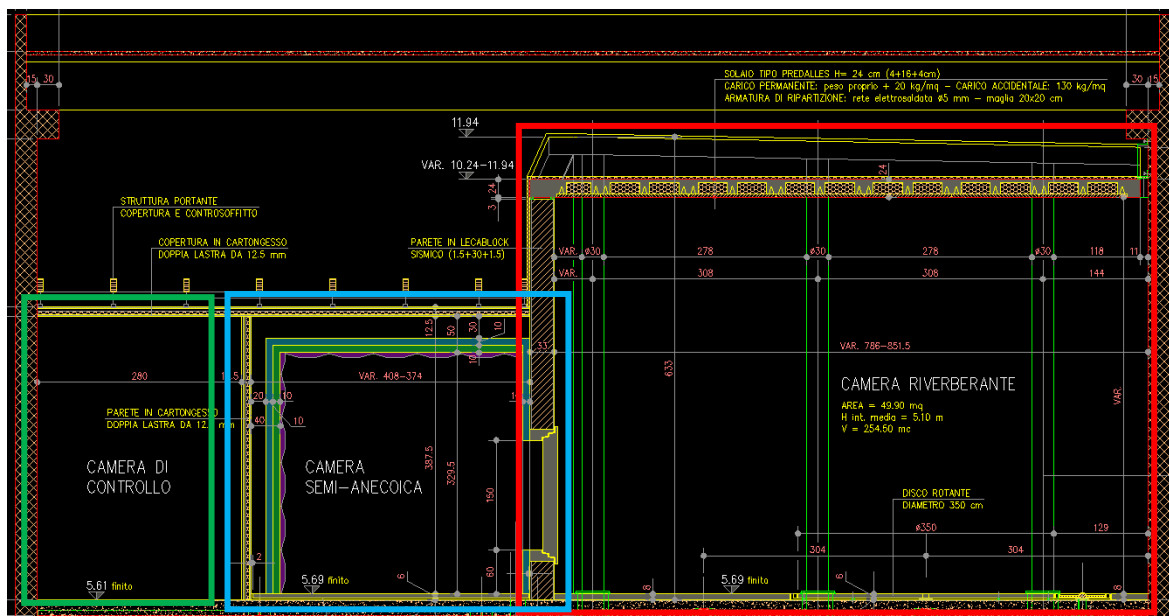 SOLAIO TIPO PREDALLES H= 24 cm (4+16+4cm)
CARICO PERMANENTE: peso proprio + 20 kg/mq – CARICO ACCIDENTALE: 130 kg/mq
ARMATURA DI RIPARTIZIONE: rete elettrosaldata ø5 mm – maglia 20x20 cm
15 30
30 15
11.94
VAR. 10.24-11.94
24
3
24
STRUTTURA PORTANTE
COPERTURA E CONTROSOFFITTO
COPERTURA IN CARTONGESSO
DOPPIA LASTRA DA 12.5 mm
PARETE IN LECABLOCK
SISMICO (1.5+30+1.5)
VAR. ø30 278 ø30 278 ø30 118 11
VAR. 308 308 144
12.5
50
30
10
10
33
VAR. 786-851.5
633
VAR.
280
VAR. 408-374
20 10
40 10
PARETE IN CARTONGESSO
CAMERA RIVERBERANTE
AREA = 49.90 mq
H int. media = 5.10 m
V = 254.50 mc
CAMERA DI
CONTROLLO
CAMERA
SEMI-ANECOICA
387.5
329.5
150
DISCO ROTANTE
DIAMETRO 350 cm
ø350 129
304 304
2
60
5.61 finito
5.69 finito
6
8
5.69 finito
6
8